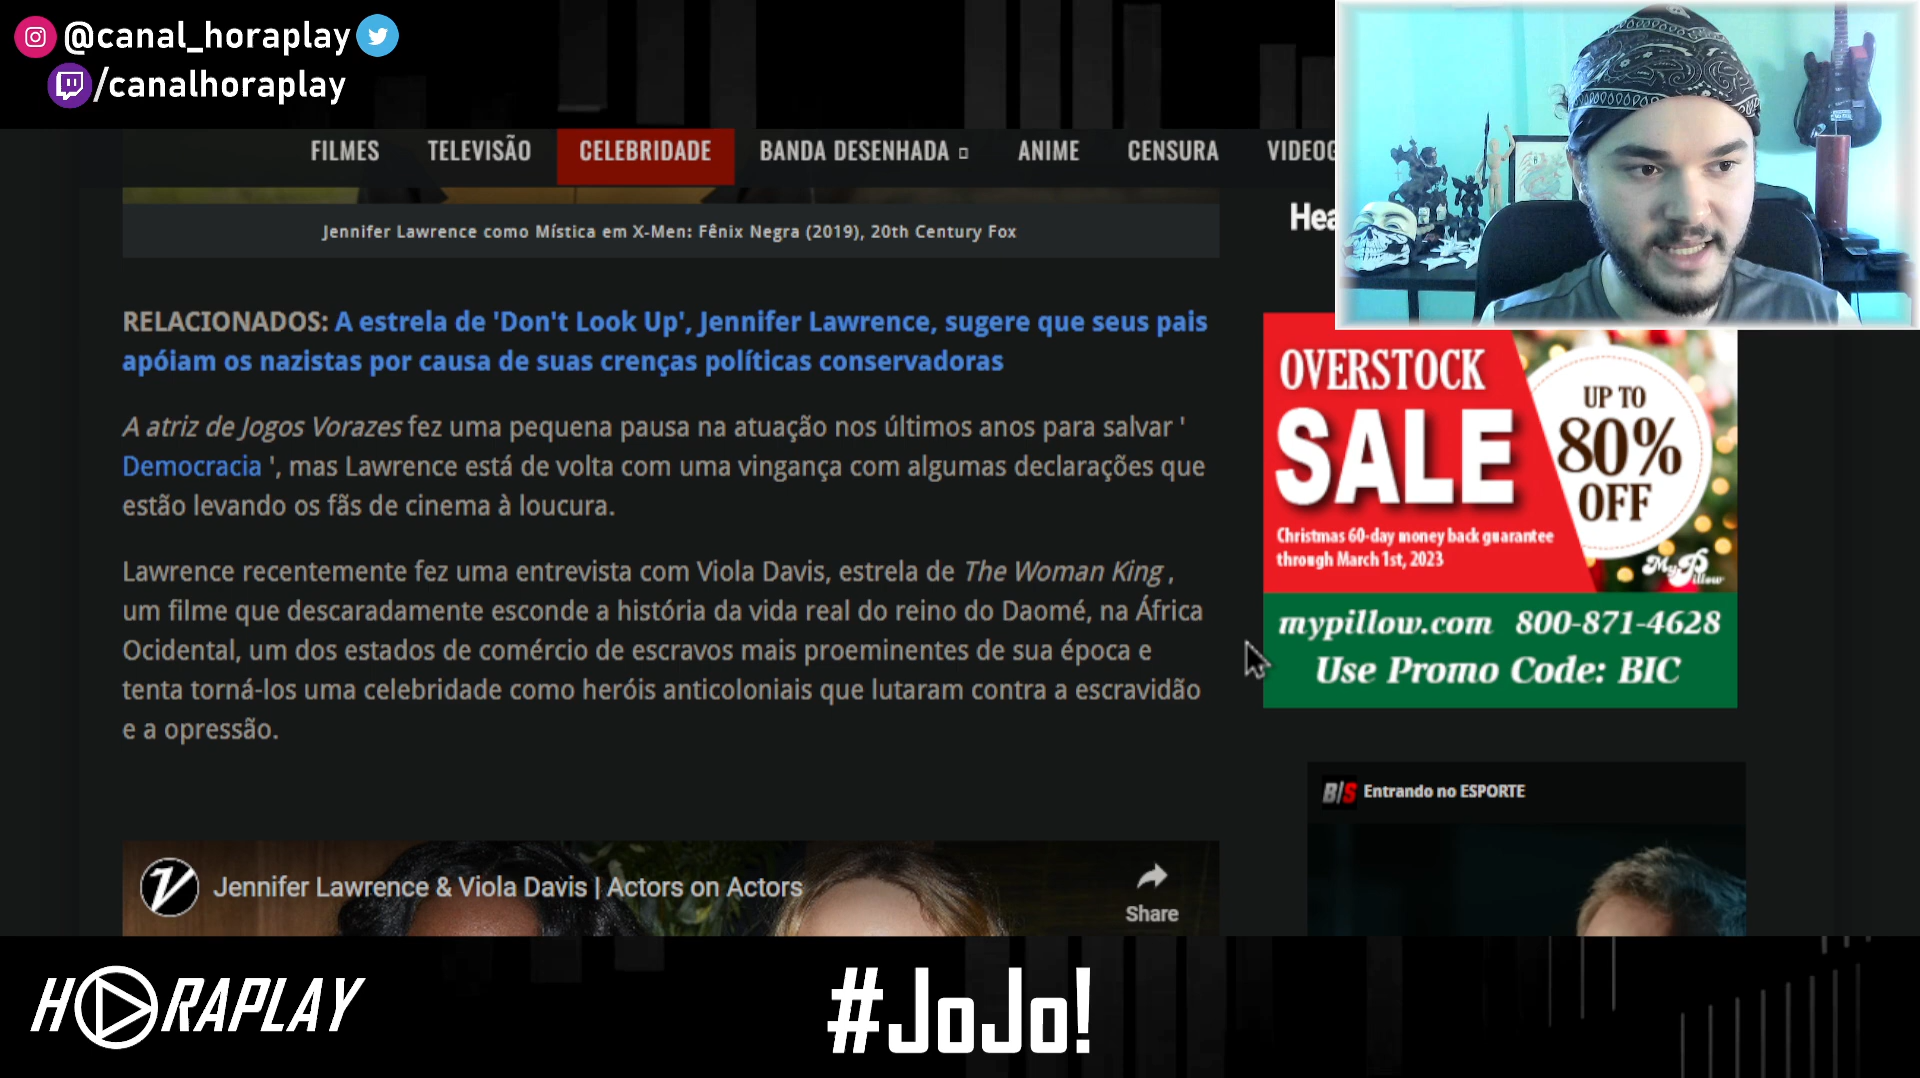 @canal_horaplay
/canalhoraplay
FILMES TELEVISÃO CELEBRIDADE BANDA DESENHADA ANIME CENSURA VIDEOG
Jennifer Lawrence como Mística em X-Men: Fênix Negra (2019), 20th Century Fox
Hea
RELACIONADOS: A estrela de 'Don't Look Up', Jennifer Lawrence, sugere que seus pais
apóiam os nazistas por causa de suas crenças políticas conservadoras
A atriz de Jogos Vorazes fez uma pequena pausa na atuação nos últimos anos para salvar '
Democracia ', mas Lawrence está de volta com uma vingança com algumas declarações que
estão levando os fãs de cinema à loucura.
Lawrence recentemente fez uma entrevista com Viola Davis, estrela de The Woman King ,
um filme que descaradamente esconde a história da vida real do reino do Daomé, na África
Ocidental, um dos estados de comércio de escravos mais proeminentes de sua época e
tenta torná-los uma celebridade como heróis anticoloniais que lutaram contra a escravidão
e a opressão.
OVERSTOCK
SALE
UP TO
80%
OFF
Christmas 60-day money back guarantee
through March 1st, 2023
MyPillow
mypillow.com 800-871-4628
Use Promo Code: BIC
B/S Entrando no ESPORTE
V Jennifer Lawrence & Viola Davis | Actors on Actors
Share
HORAPLAY
#JoJo!